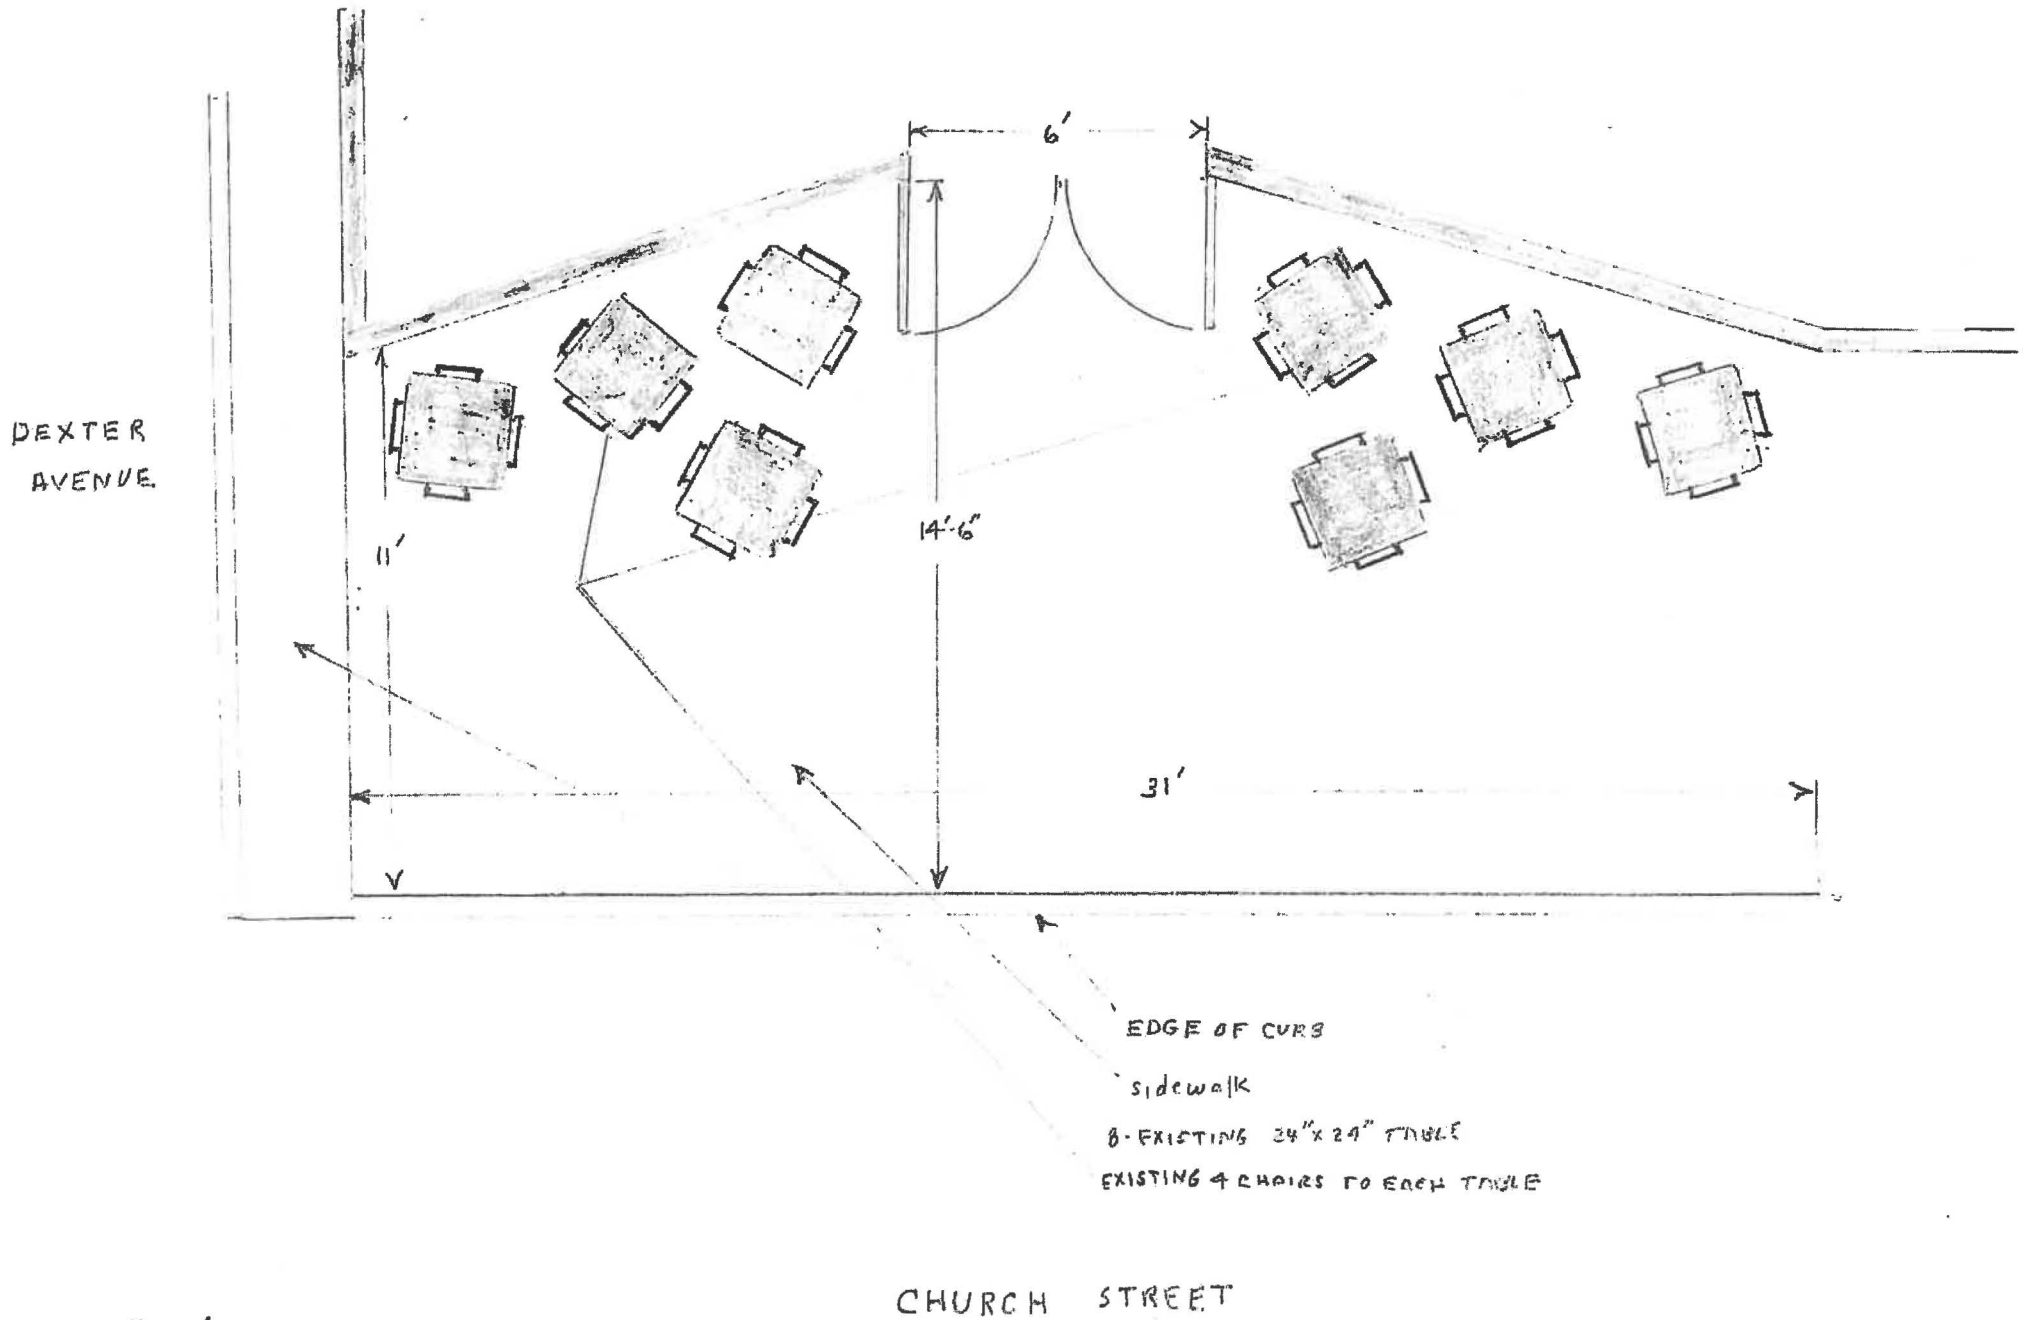 6'
DEXTER
AVENUE
14'-6"
11'
31'
EDGE OF CURB
sidewalk
8-EXISTING 24"x24" TABLE
EXISTING 4 CHAIRS TO EACH TABLE
CHURCH STREET